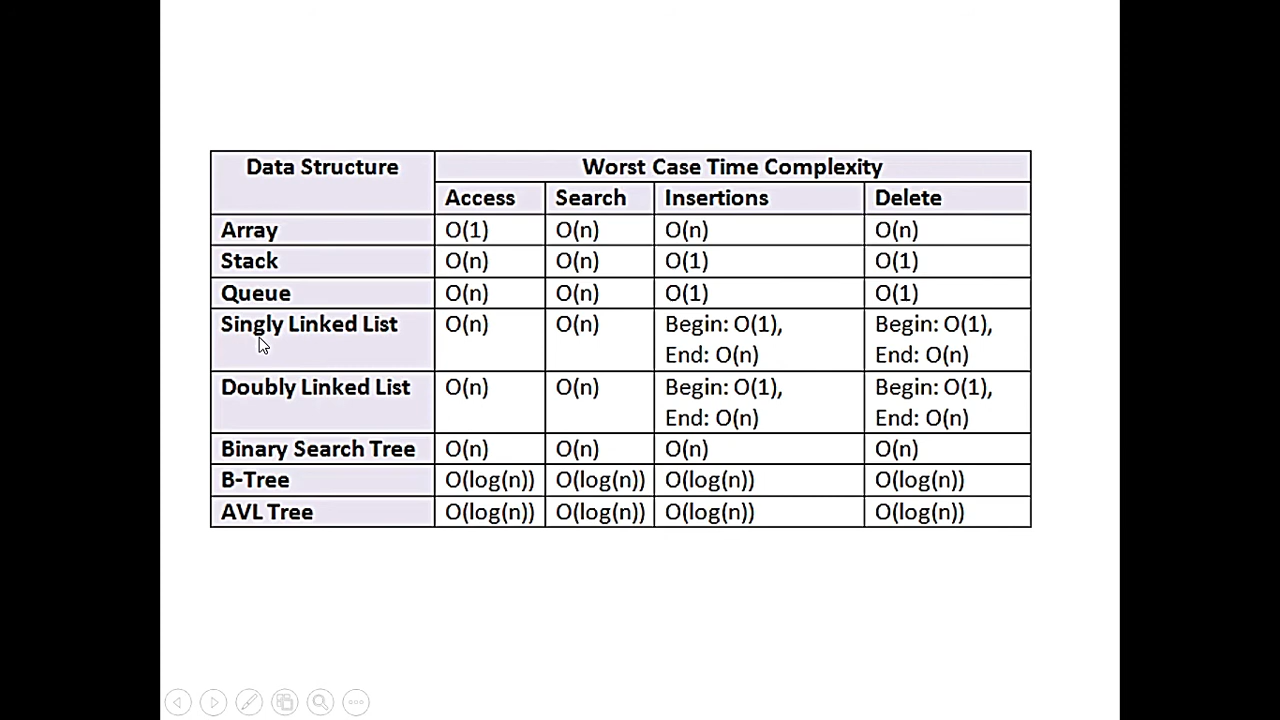 Data Structure Worst Case Time Complexity
Access Search Insertions Delete
Array O(1) O(n) O(n) O(n)
Stack O(n) O(n) O(1) O(1)
Queue O(n) O(n) O(1) O(1)
Singly Linked List O(n) O(n) Begin: O(1), Begin: O(1),
End: O(n) End: O(n)
Doubly Linked List O(n) O(n) Begin: O(1), Begin: O(1),
End: O(n) End: O(n)
Binary Search Tree O(n) O(n) O(n) O(n)
B-Tree O(log(n)) O(log(n)) O(log(n)) O(log(n))
AVL Tree O(log(n)) O(log(n)) O(log(n)) O(log(n))